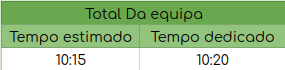 Total Da equipa
Tempo estimado Tempo dedicado
10:15 10:20